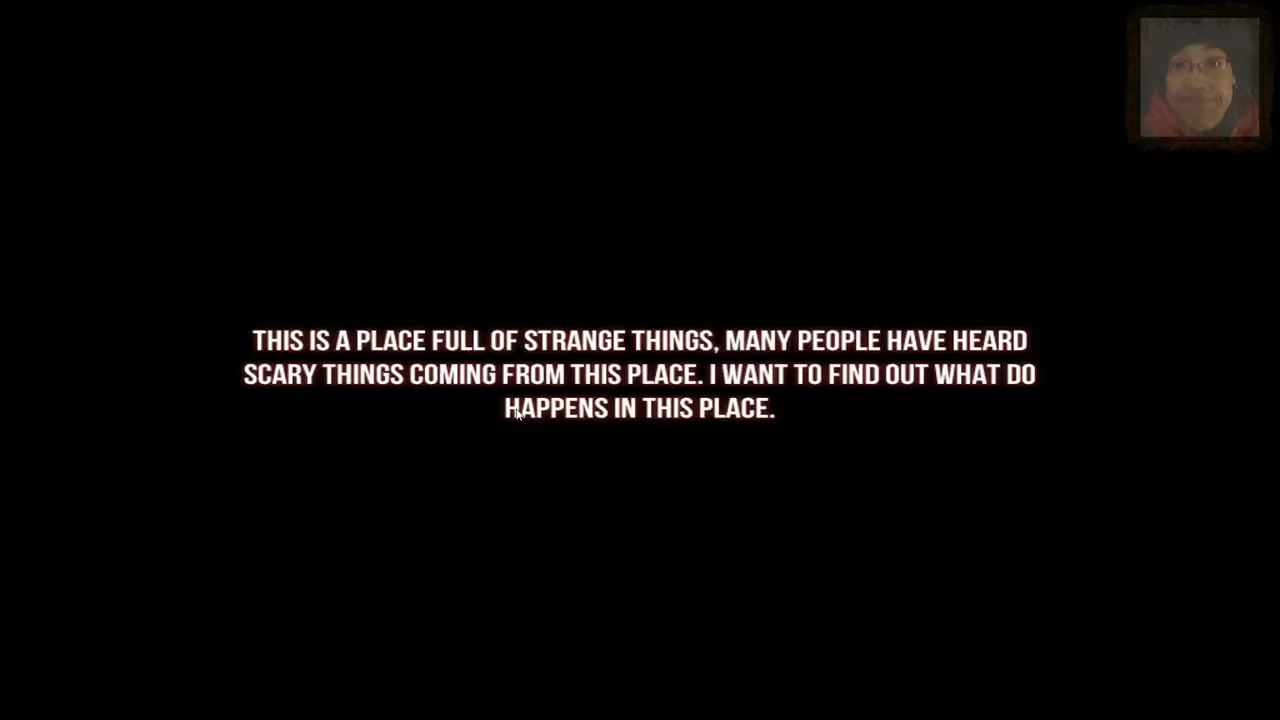 THIS IS A PLACE FULL OF STRANGE THINGS, MANY PEOPLE HAVE HEARD
SCARY THINGS COMING FROM THIS PLACE. I WANT TO FIND OUT WHAT DO
HAPPENS IN THIS PLACE.